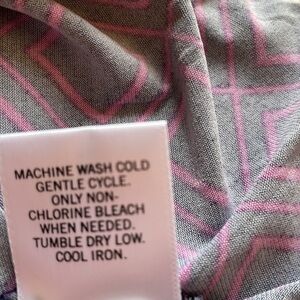 MACHINE WASH COLD
GENTLE CYCLE.
ONLY NON-
CHLORINE BLEACH
WHEN NEEDED.
TUMBLE DRY LOW.
COOL IRON.